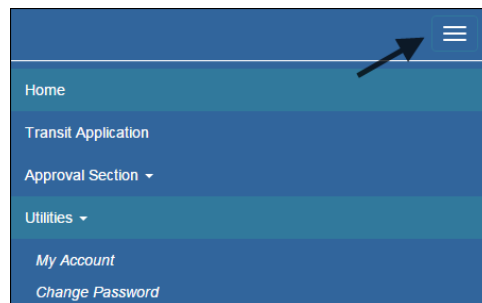 Home
Transit Application
Approval Section
Utilities
My Account
Change Password